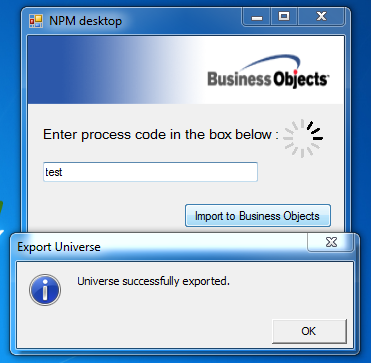 NPM desktop
Business Objects
Enter process code in the box below :
test
Import to Business Objects
Export Universe
Universe successfully exported.
OK